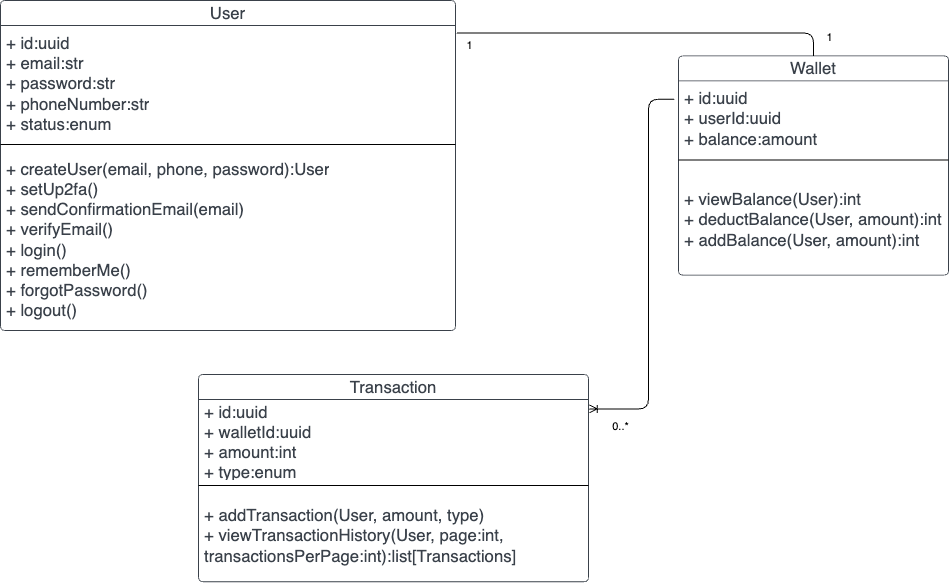 User
+ id:uuid
+ email:str
+ password:str
+ phoneNumber:str
+ status:enum
+ createUser(email, phone, password):User
+ setUp2fa()
+ sendConfirmationEmail(email)
+ verifyEmail()
+ login()
+ rememberMe()
+ forgotPassword()
+ logout()
1
1
Wallet
+ id:uuid
+ userId:uuid
+ balance:amount
+ viewBalance(User):int
+ deductBalance(User, amount):int
+ addBalance(User, amount):int
Transaction
+ id:uuid
+ walletId:uuid
+ amount:int
+ type:enum
+ addTransaction(User, amount, type)
+ viewTransactionHistory(User, page:int,
transactionsPerPage:int):list[Transactions]
0..*